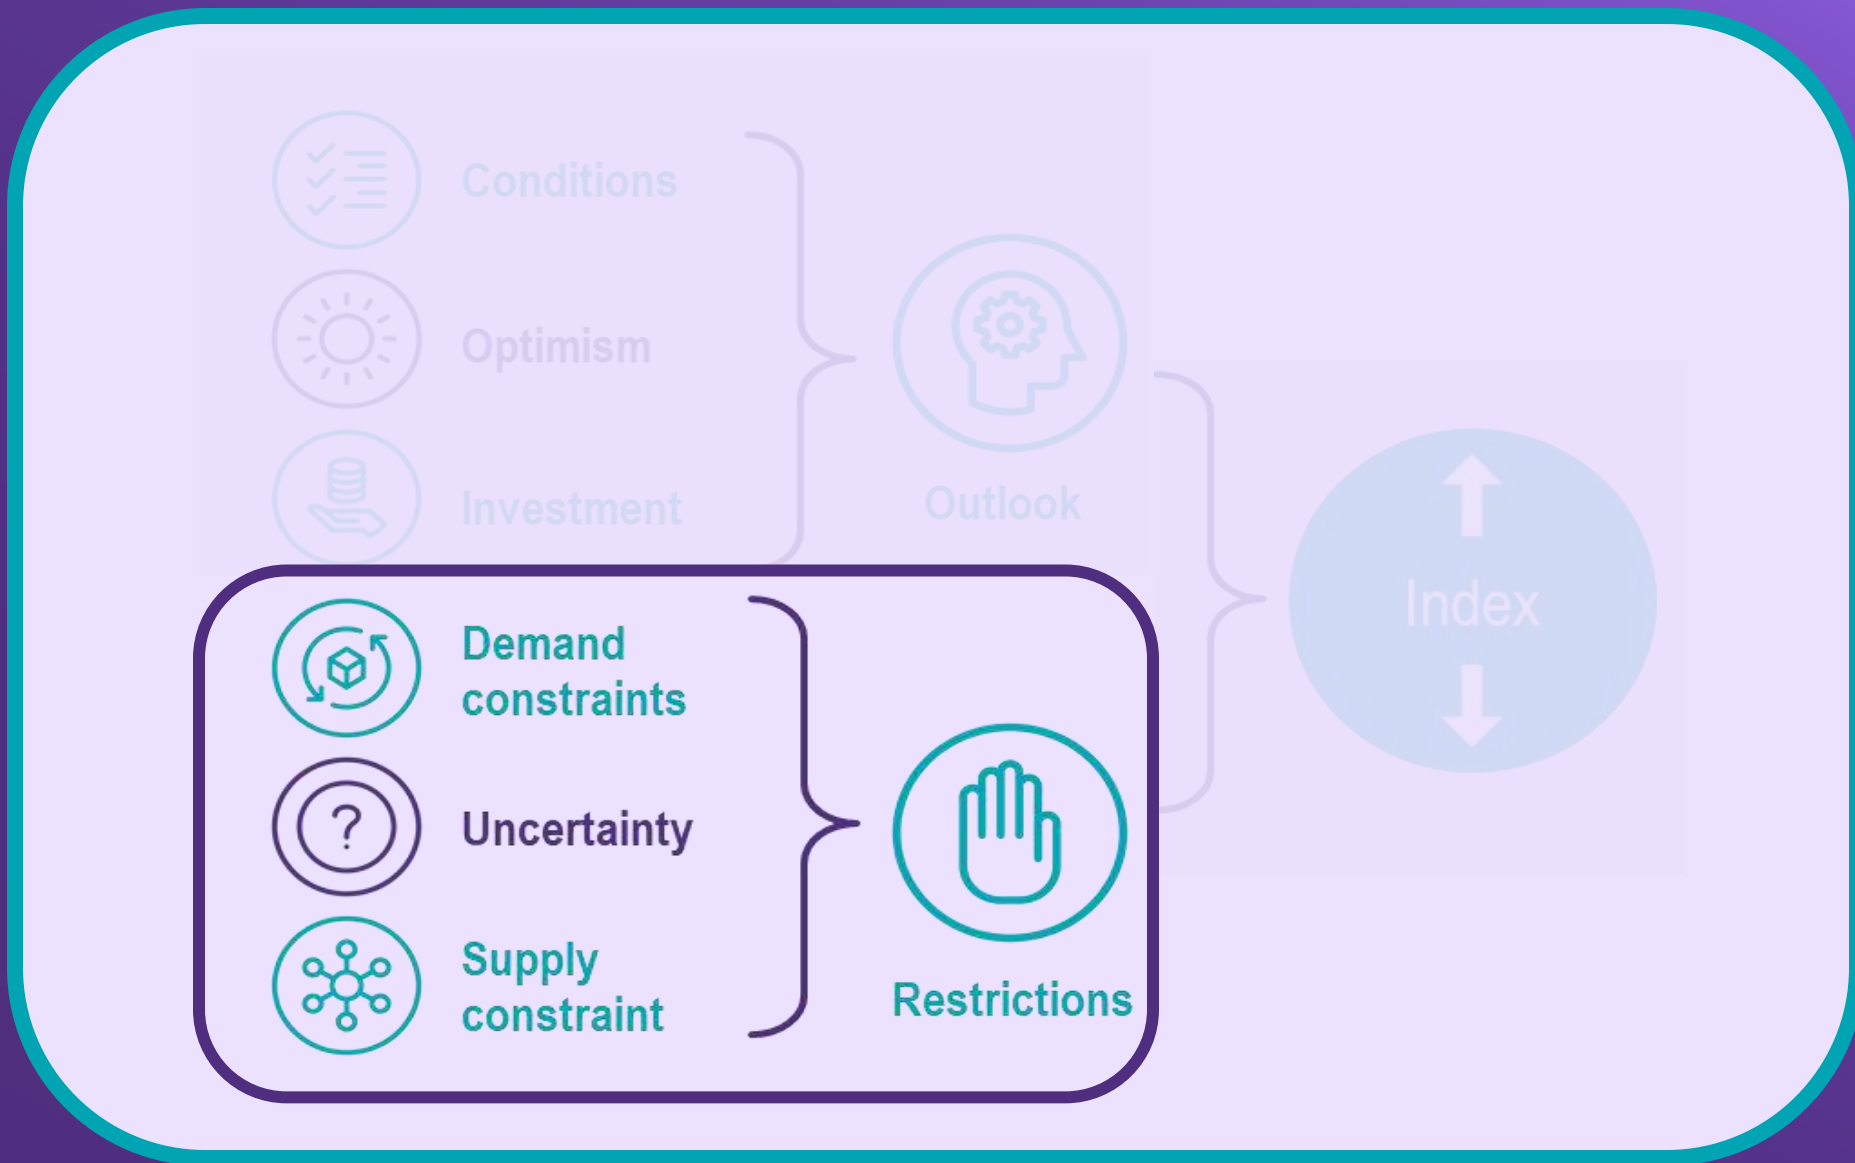 Conditions
Optimism
Investment
Outlook
Index
Demand
constraints
?
Uncertainty
Supply
constraint
Restrictions